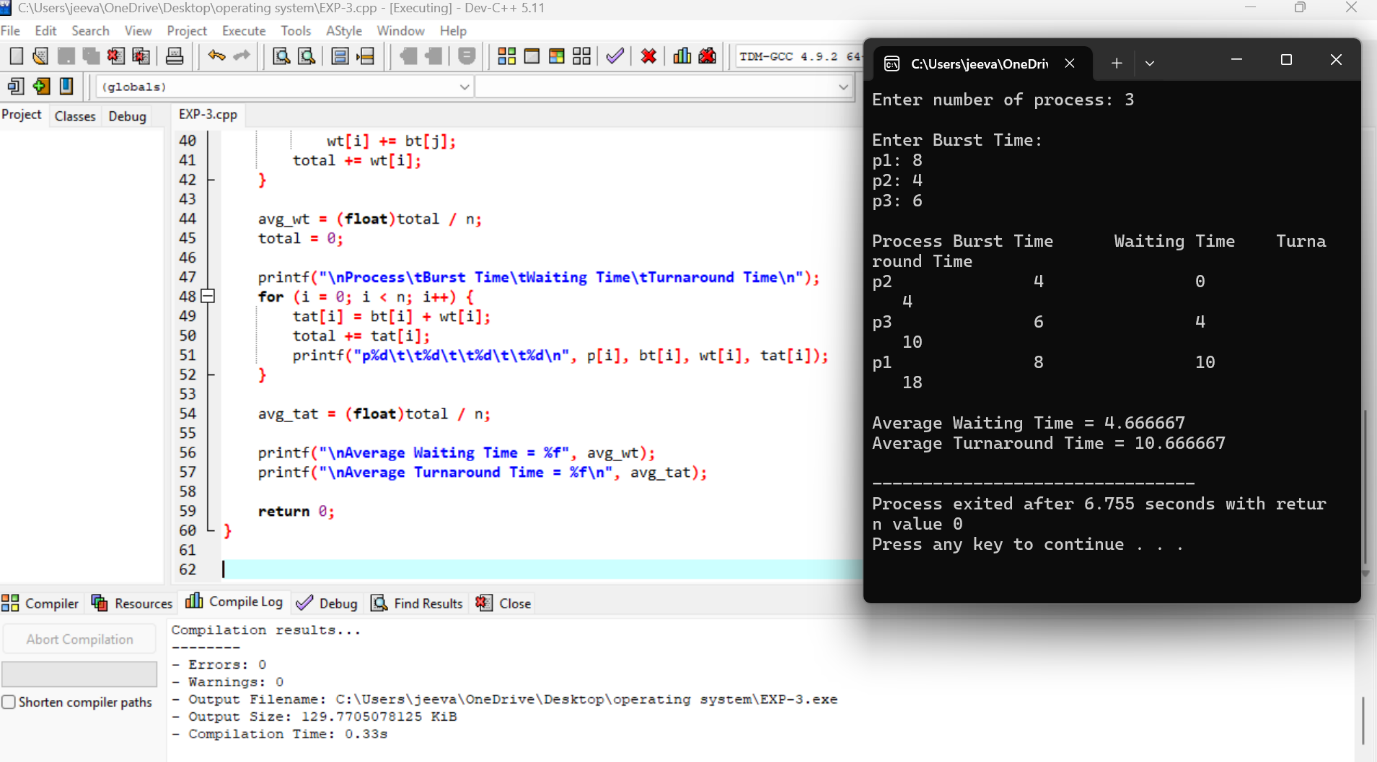 C:\Users\jeeva\OneDrive\Desktop\operating system\EXP-3.cpp - [Executing] - Dev-C++ 5.11
File Edit Search View Project Execute Tools AStyle Window Help
TDM-GCC 4.9.2 64-
(globals)
Project Classes Debug
EXP-3.cpp
40 wt[i] += bt[j];
41 total += wt[i];
42 }
43
44 avg_wt = (float)total / n;
45 total = 0;
46
47 printf("\nProcess\tBurst Time\tWaiting Time\tTurnaround Time\n");
48 for (i = 0; i < n; i++) {
49 tat[i] = bt[i] + wt[i];
50 total += tat[i];
51 printf("p%d\t\t%d\t\t%d\t\t%d\n", p[i], bt[i], wt[i], tat[i]);
52 }
53
54 avg_tat = (float)total / n;
55
56 printf("\nAverage Waiting Time = %f", avg_wt);
57 printf("\nAverage Turnaround Time = %f\n", avg_tat);
58
59 return 0;
60 }
61
62
C:\Users\jeeva\OneDri
Enter number of process: 3
Enter Burst Time:
p1: 8
p2: 4
p3: 6
Process Burst Time Waiting Time Turna
round Time
p2 4 0
4
p3 6 4
10
p1 8 10
18
Average Waiting Time = 4.666667
Average Turnaround Time = 10.666667
--------------------------------
Process exited after 6.755 seconds with retur
n value 0
Press any key to continue . . .
Compiler Resources Compile Log Debug Find Results Close
Abort Compilation
Shorten compiler paths
Compilation results...
--------
- Errors: 0
- Warnings: 0
- Output Filename: C:\Users\jeeva\OneDrive\Desktop\operating system\EXP-3.exe
- Output Size: 129.7705078125 KiB
- Compilation Time: 0.33s